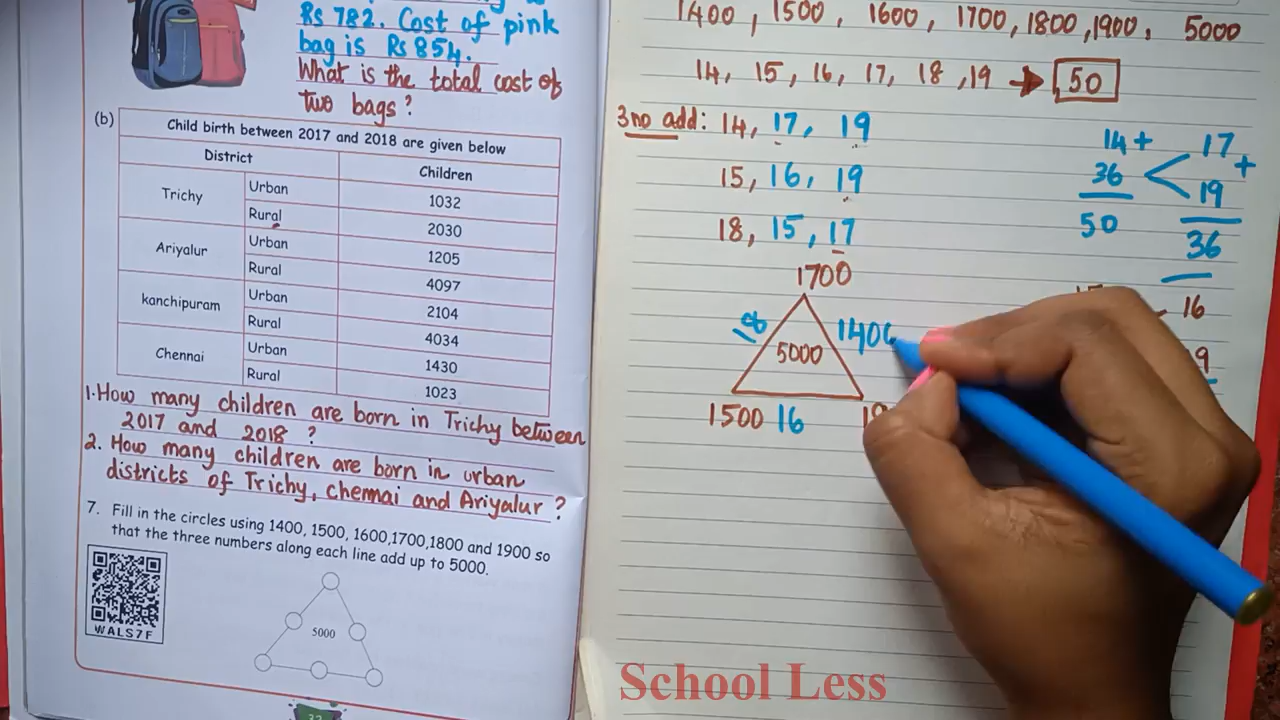 Rs 782. Cost of pink
bag is Rs 854.
What is the total cost of
two bags?
(b)
Child birth between 2017 and 2018 are given below
District Children
Trichy Urban 1032
Rural 2030
Ariyalur Urban 1205
Rural 4097
kanchipuram Urban 2104
Rural 4034
Chennai Urban 1430
Rural 1023
1. How many children are born in Trichy between
2017 and 2018 ?
2. How many children are born in urban
districts of Trichy, chennai and Ariyalur ?
7. Fill in the circles using 1400, 1500, 1600,1700,1800 and 1900 so
that the three numbers along each line add up to 5000.
WALS7F
5000
1400, 1500, 1600, 1700, 1800, 1900, 5000
14, 15, 16, 17, 18, 19 → 50
3no add: 14, 17, 19
15, 16, 19
18, 15, 17
14 +
36
50
17
+
19
36
16
9
1700
18
1400
5000
1500 16
School Less